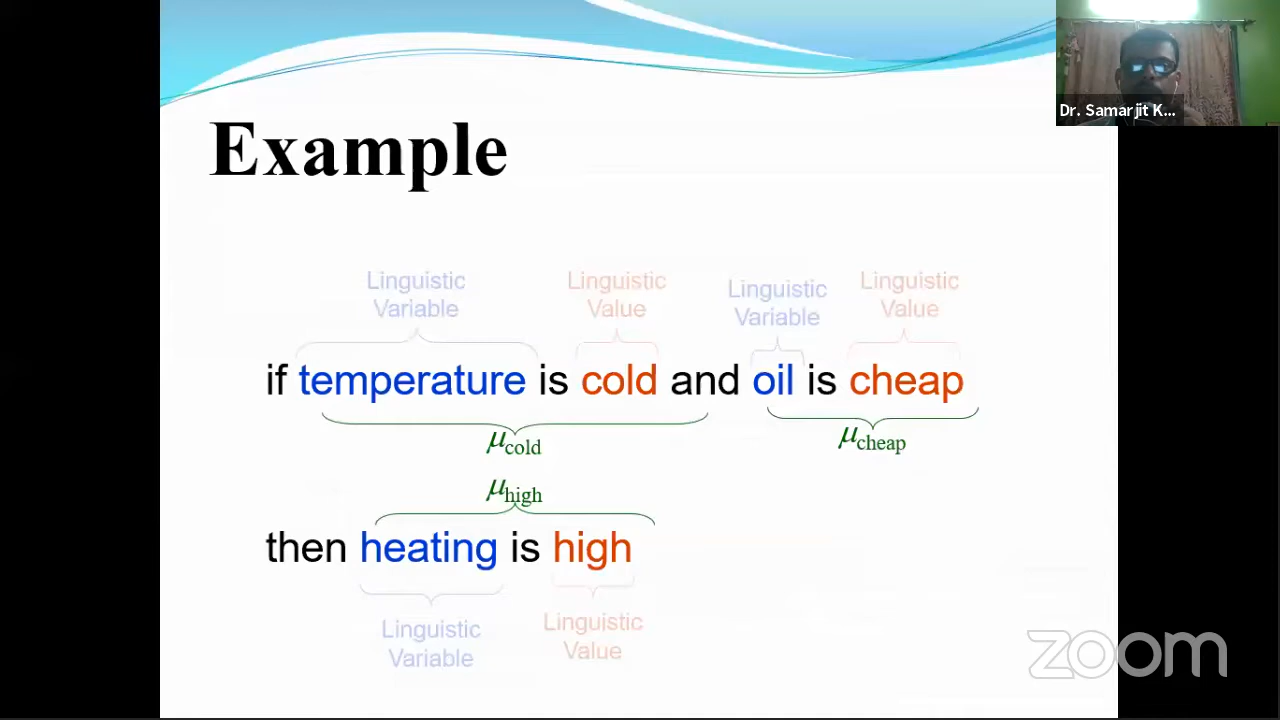 Dr. Samarjit K...
Example
Linguistic Variable
Linguistic Value
Linguistic Variable
Linguistic Value
if temperature is cold and oil is cheap
μcold
μcheap
μhigh
then heating is high
Linguistic Variable
Linguistic Value
zoom